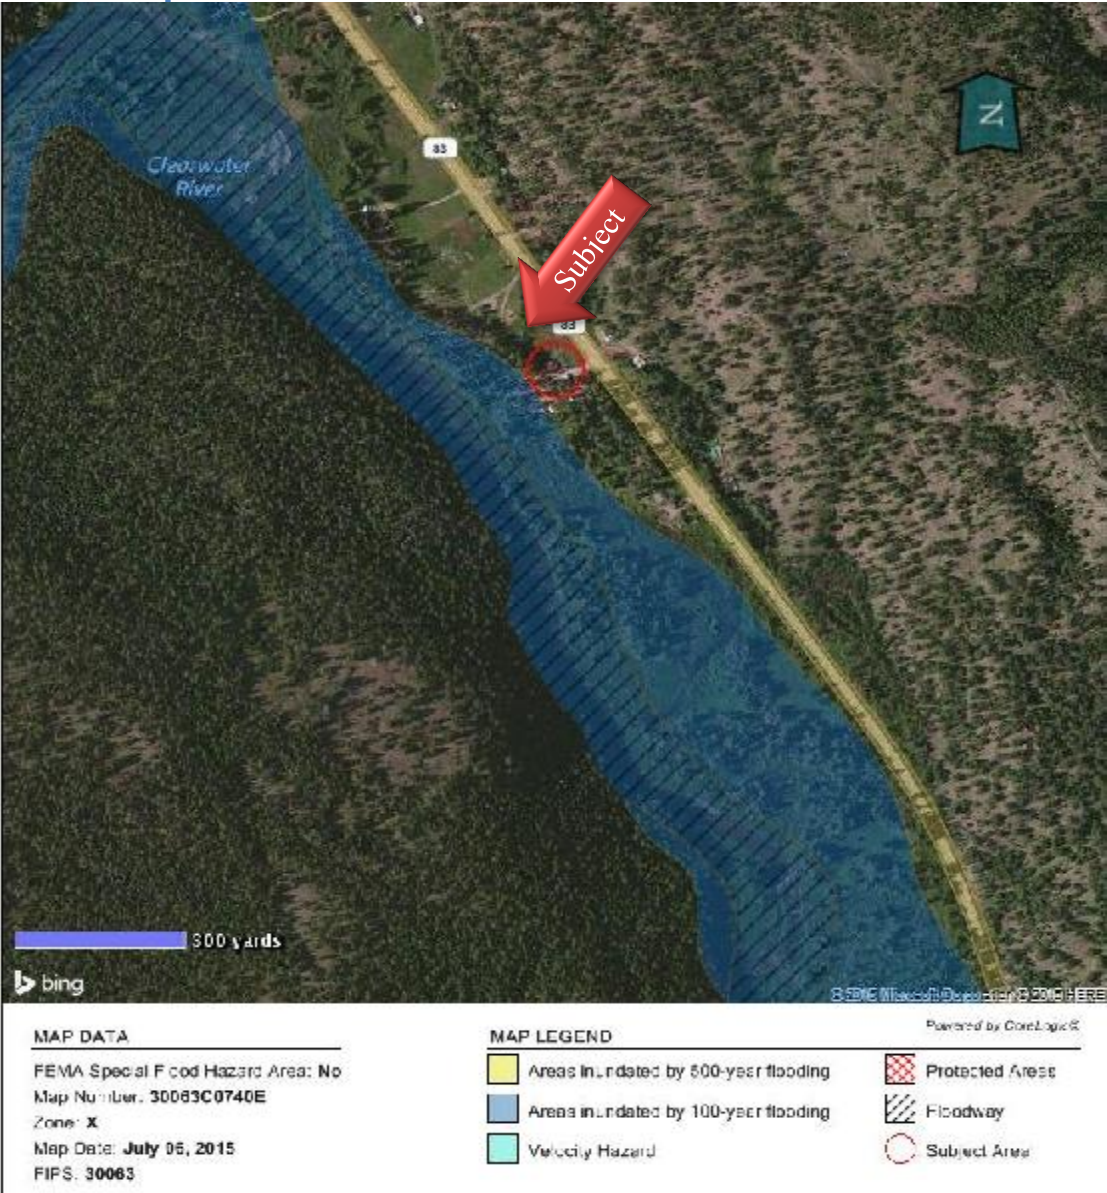 83
Clearwater
River
N
Subject
83
300 yards
bing
MAP DATA
FEMA Special Flood Hazard Area: No
Map Number: 30063C0740E
Zone: X
Map Date: July 06, 2015
FIPS: 30063
MAP LEGEND
Powered by CoreLogic®
Areas inundated by 500-year flooding
Areas inundated by 100-year flooding
Velocity Hazard
Protected Areas
Floodway
Subject Area